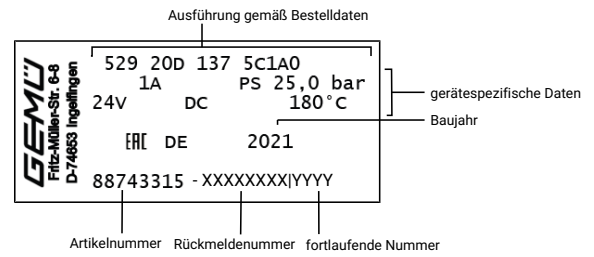 Ausführung gemäß Bestelldaten
GEMÜ
Fritz-Müller-Str. 6-8
D-74653 Ingelfingen
529 20D 137 5C1A0
1A PS 25,0 bar
24V DC 180°C
gerätespezifische Daten
Baujahr
EAC DE 2021
88743315 - XXXXXXXX|YYYY
Artikelnummer Rückmeldenummer fortlaufende Nummer